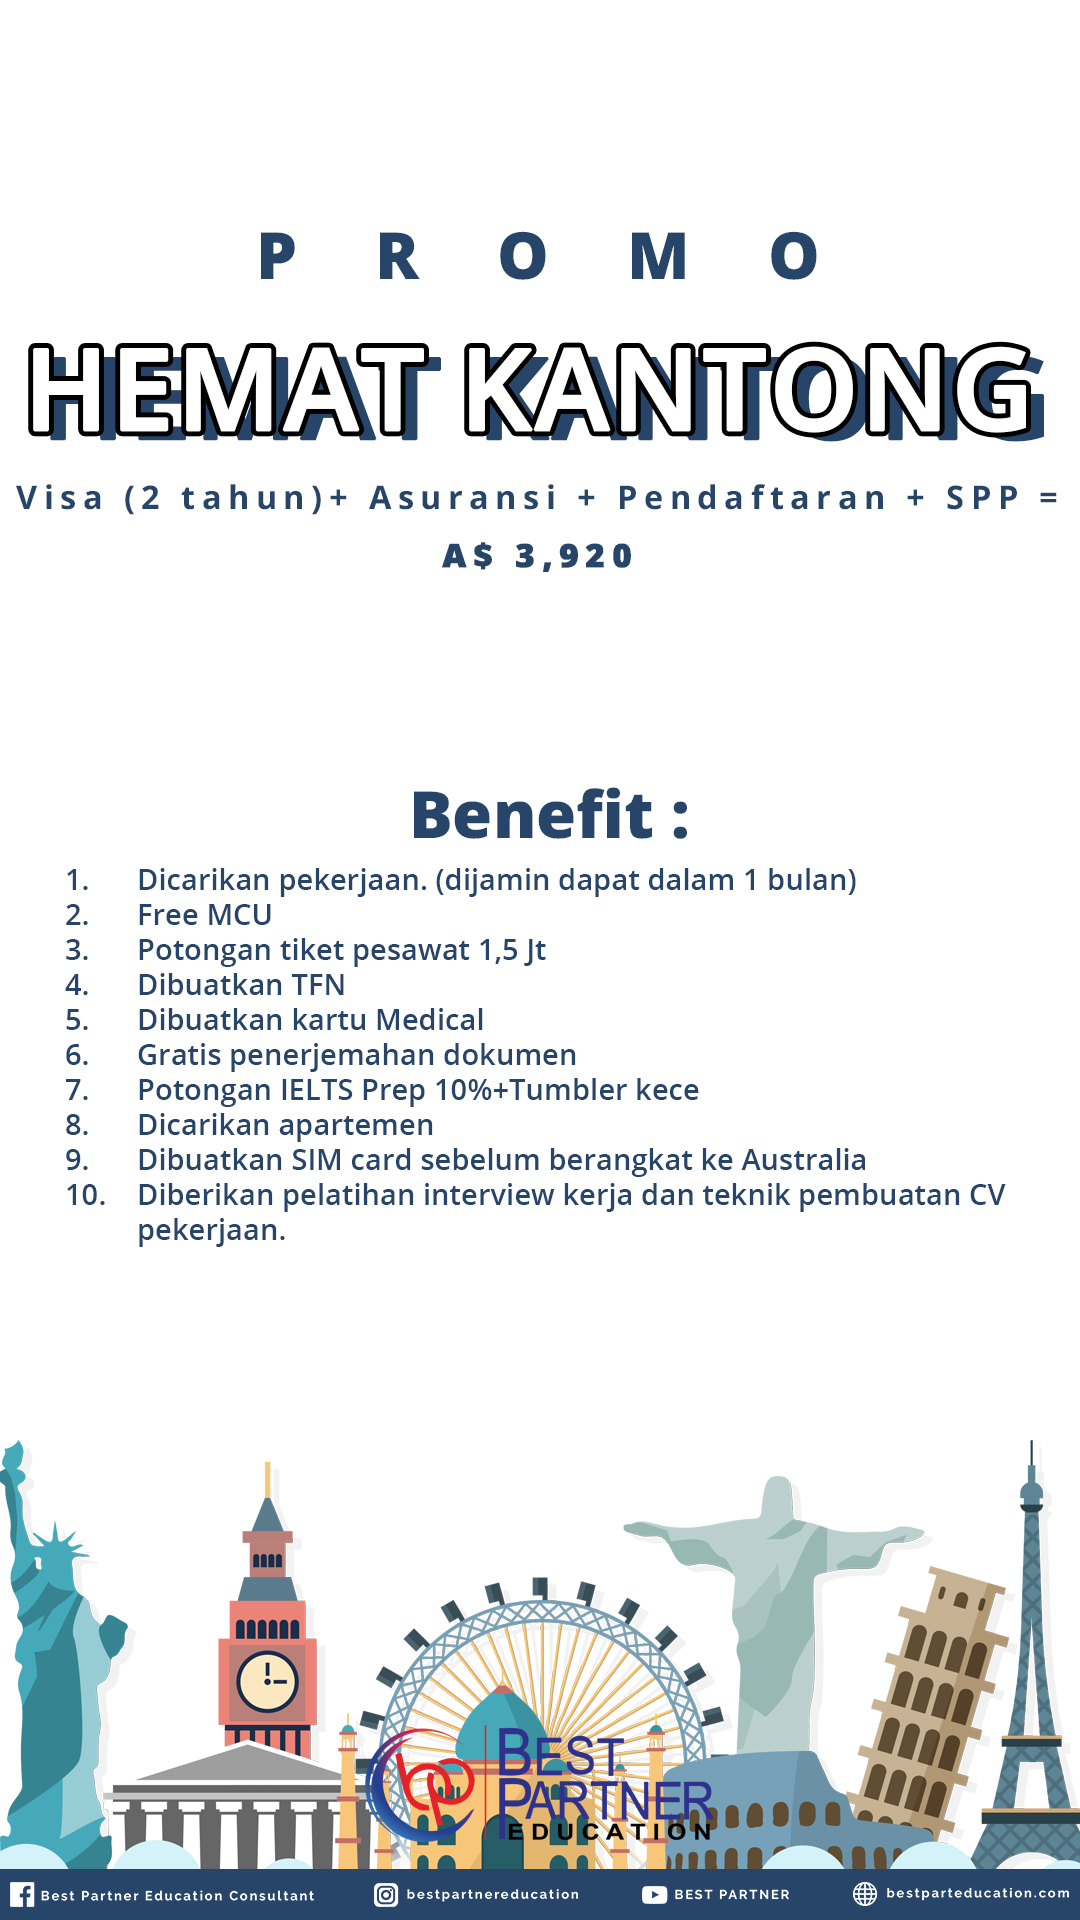 PROMO
HEMAT KANTONG
Visa (2 tahun)+ Asuransi + Pendaftaran + SPP =
A$ 3,920
Benefit :
1. Dicarikan pekerjaan. (dijamin dapat dalam 1 bulan)
2. Free MCU
3. Potongan tiket pesawat 1,5 Jt
4. Dibuatkan TFN
5. Dibuatkan kartu Medical
6. Gratis penerjemahan dokumen
7. Potongan IELTS Prep 10%+Tumbler kece
8. Dicarikan apartemen
9. Dibuatkan SIM card sebelum berangkat ke Australia
10. Diberikan pelatihan interview kerja dan teknik pembuatan CV
pekerjaan.
bp
BEST
PARTNER
EDUCATION
Best Partner Education Consultant
bestpartnereducation
BEST PARTNER
bestparteducation.com